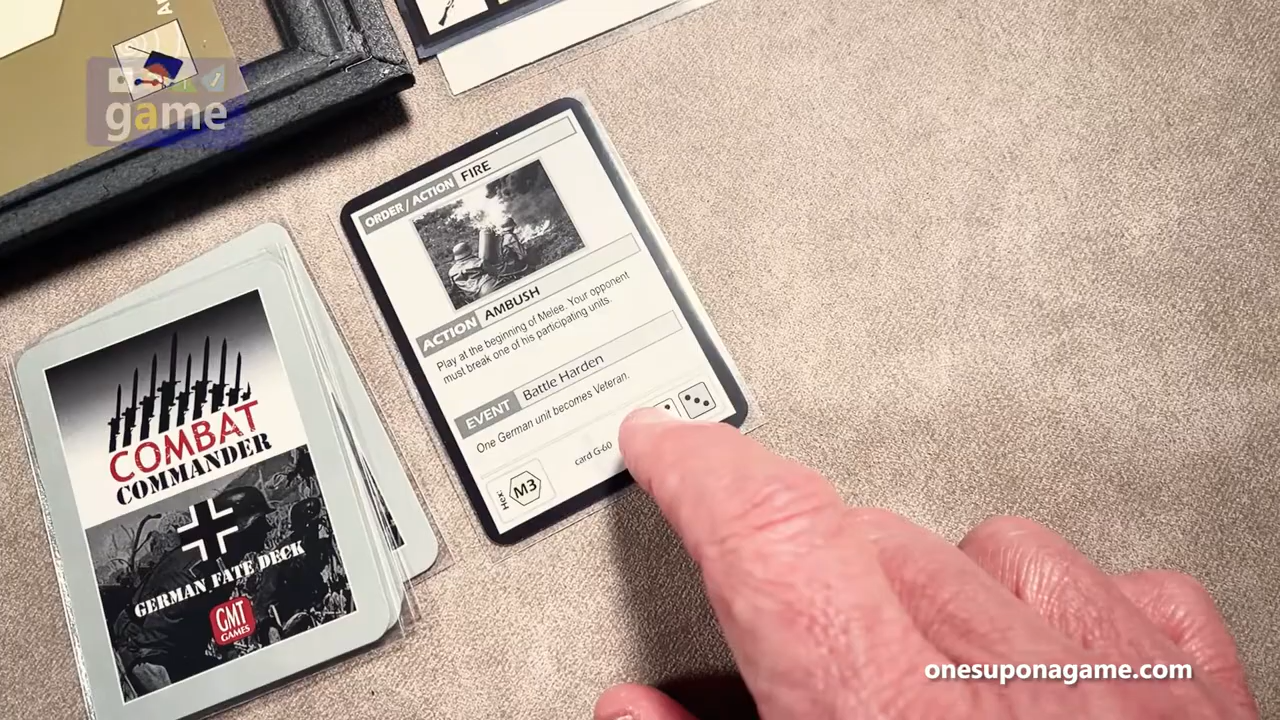 game
ORDER / ACTION FIRE
ACTION AMBUSH
Play at the beginning of Melee. Your opponent
must break one of his participating units.
EVENT Battle Harden
One German unit becomes Veteran.
card G-60
Hex: M3
COMBAT
COMMANDER
GERMAN FATE DECK
GMT
GAMES
onesuponagame.com